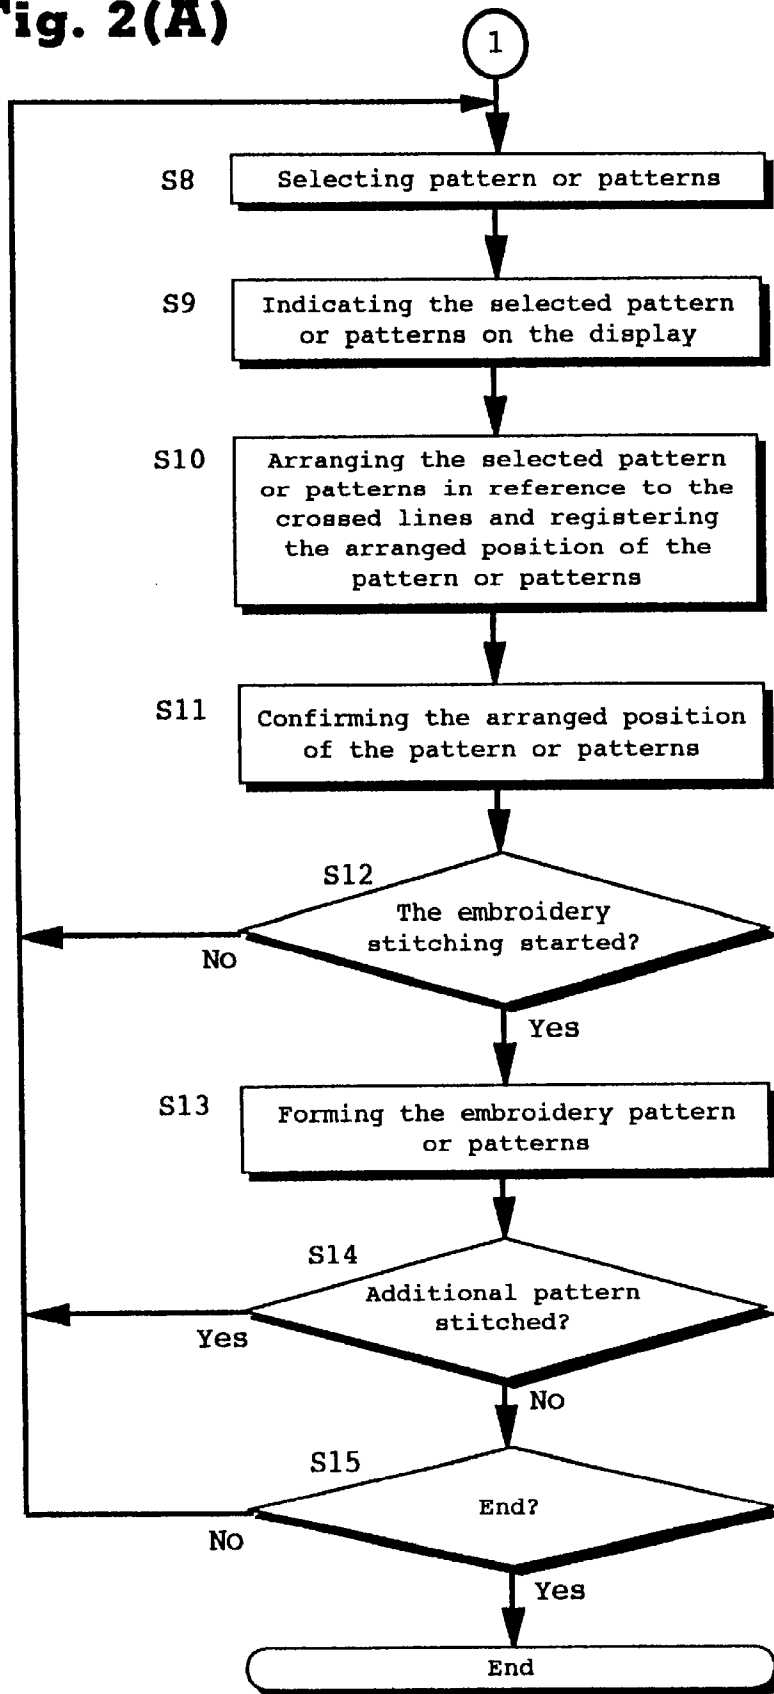 Fig. 2(A)
1
S8
Selecting pattern or patterns
S9
Indicating the selected pattern
or patterns on the display
S10
Arranging the selected pattern
or patterns in reference to the
crossed lines and registering
the arranged position of the
pattern or patterns
S11
Confirming the arranged position
of the pattern or patterns
S12
The embroidery
stitching started?
No
Yes
S13
Forming the embroidery pattern
or patterns
S14
Additional pattern
stitched?
Yes
No
S15
End?
No
Yes
End